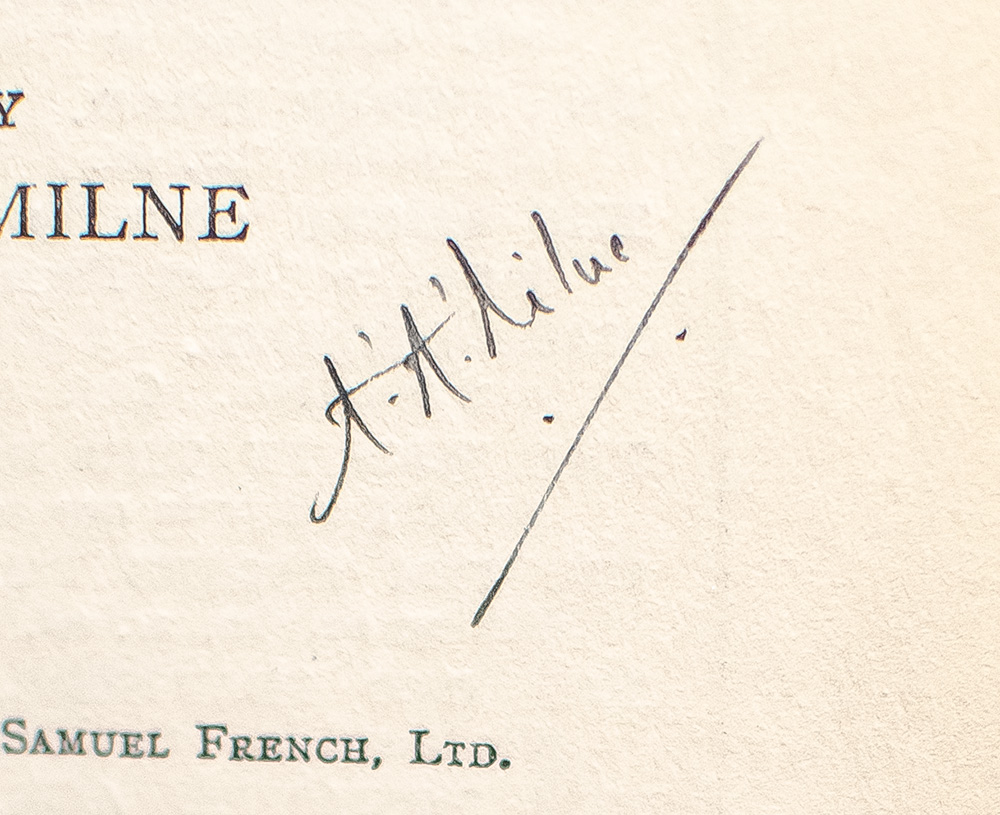 Y
MILNE
A. A. Milne
Samuel French, Ltd.